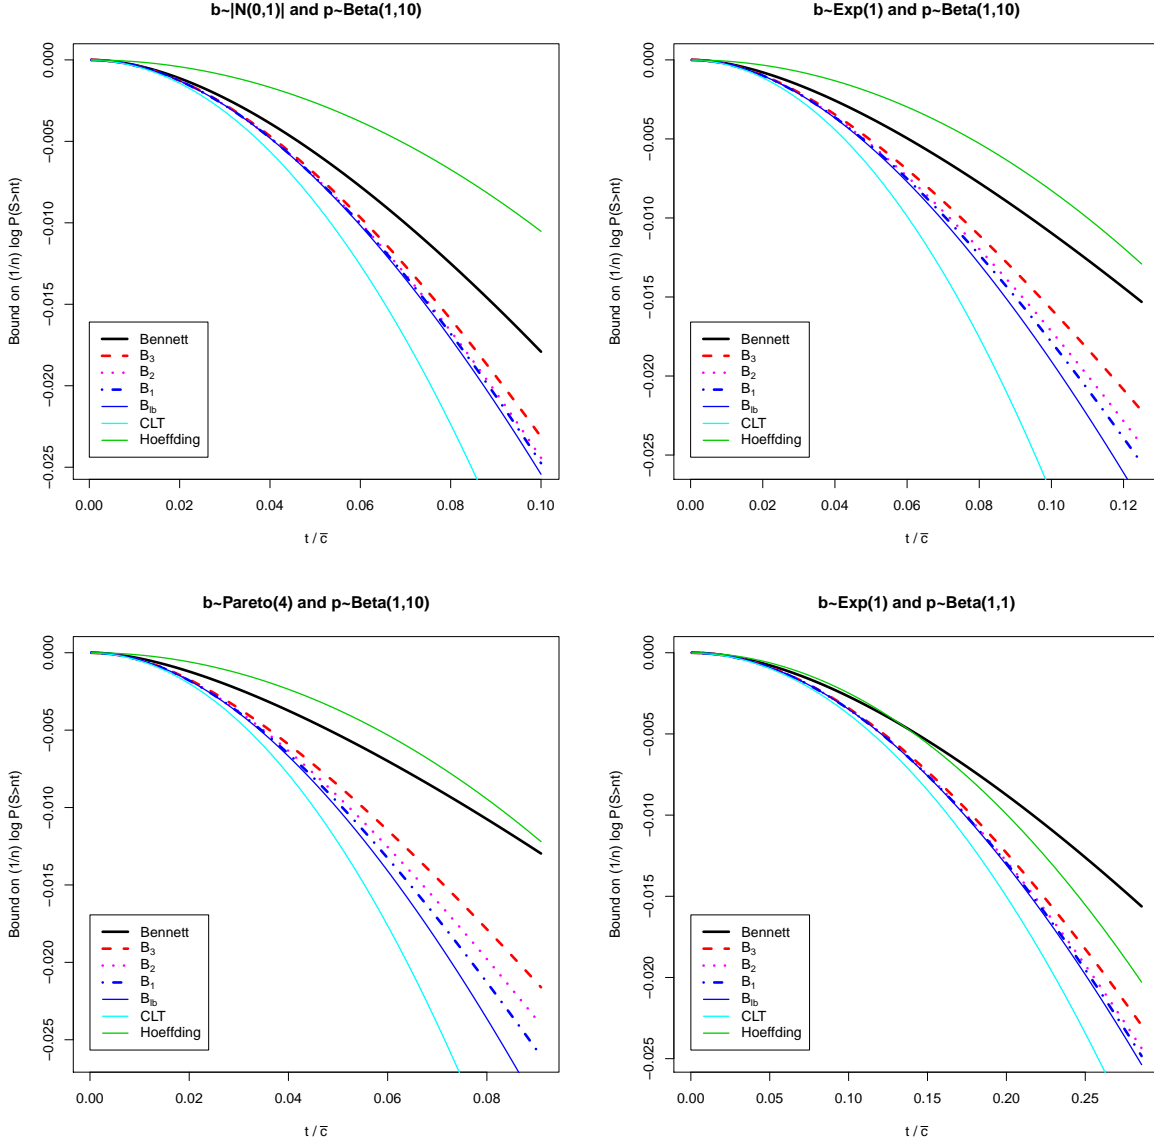 b~|N(0,1)| and p~Beta(1,10)
Bound on (1/n) log P(S>nt)
0.000
−0.005
−0.010
−0.015
−0.020
−0.025
Bennett
B3
B2
B1
Blb
CLT
Hoeffding
0.00 0.02 0.04 0.06 0.08 0.10
t / c̅
b~Exp(1) and p~Beta(1,10)
Bound on (1/n) log P(S>nt)
0.000
−0.005
−0.010
−0.015
−0.020
−0.025
Bennett
B3
B2
B1
Blb
CLT
Hoeffding
0.00 0.02 0.04 0.06 0.08 0.10 0.12
t / c̅
b~Pareto(4) and p~Beta(1,10)
Bound on (1/n) log P(S>nt)
0.000
−0.005
−0.010
−0.015
−0.020
−0.025
Bennett
B3
B2
B1
Blb
CLT
Hoeffding
0.00 0.02 0.04 0.06 0.08
t / c̅
b~Exp(1) and p~Beta(1,1)
Bound on (1/n) log P(S>nt)
0.000
−0.005
−0.010
−0.015
−0.020
−0.025
Bennett
B3
B2
B1
Blb
CLT
Hoeffding
0.00 0.05 0.10 0.15 0.20 0.25
t / c̅